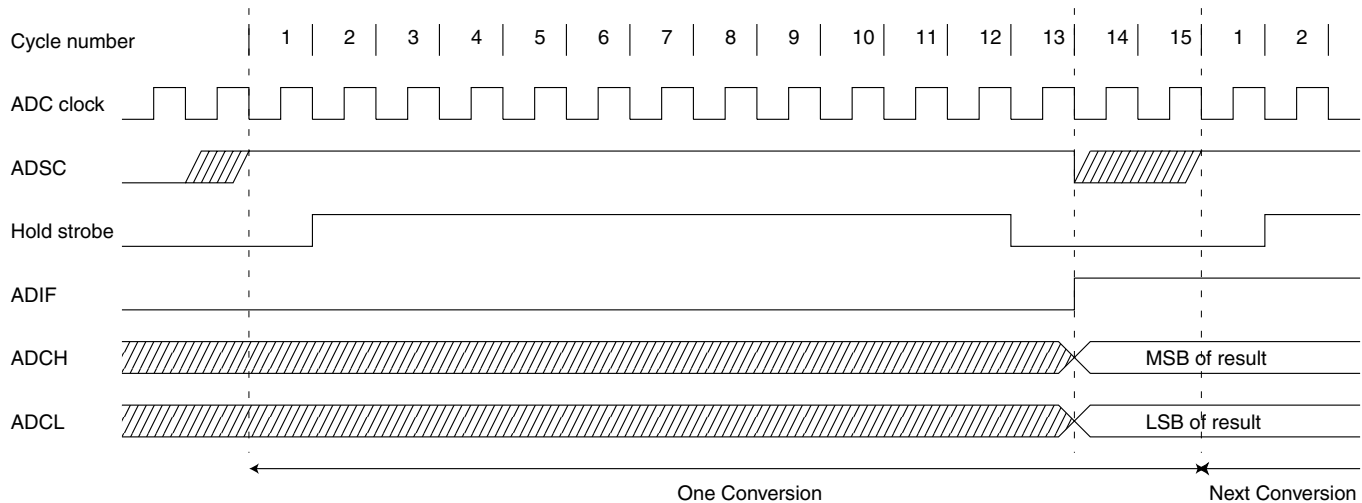 Cycle number 1 2 3 4 5 6 7 8 9 10 11 12 13 14 15 1 2
ADC clock
ADSC
Hold strobe
ADIF
ADCH MSB of result
ADCL LSB of result
One Conversion Next Conversion